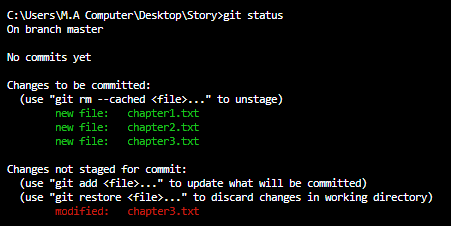 C:\Users\M.A Computer\Desktop\Story>git status
On branch master
No commits yet
Changes to be committed:
(use "git rm --cached <file>..." to unstage)
new file: chapter1.txt
new file: chapter2.txt
new file: chapter3.txt
Changes not staged for commit:
(use "git add <file>..." to update what will be committed)
(use "git restore <file>..." to discard changes in working directory)
modified: chapter3.txt